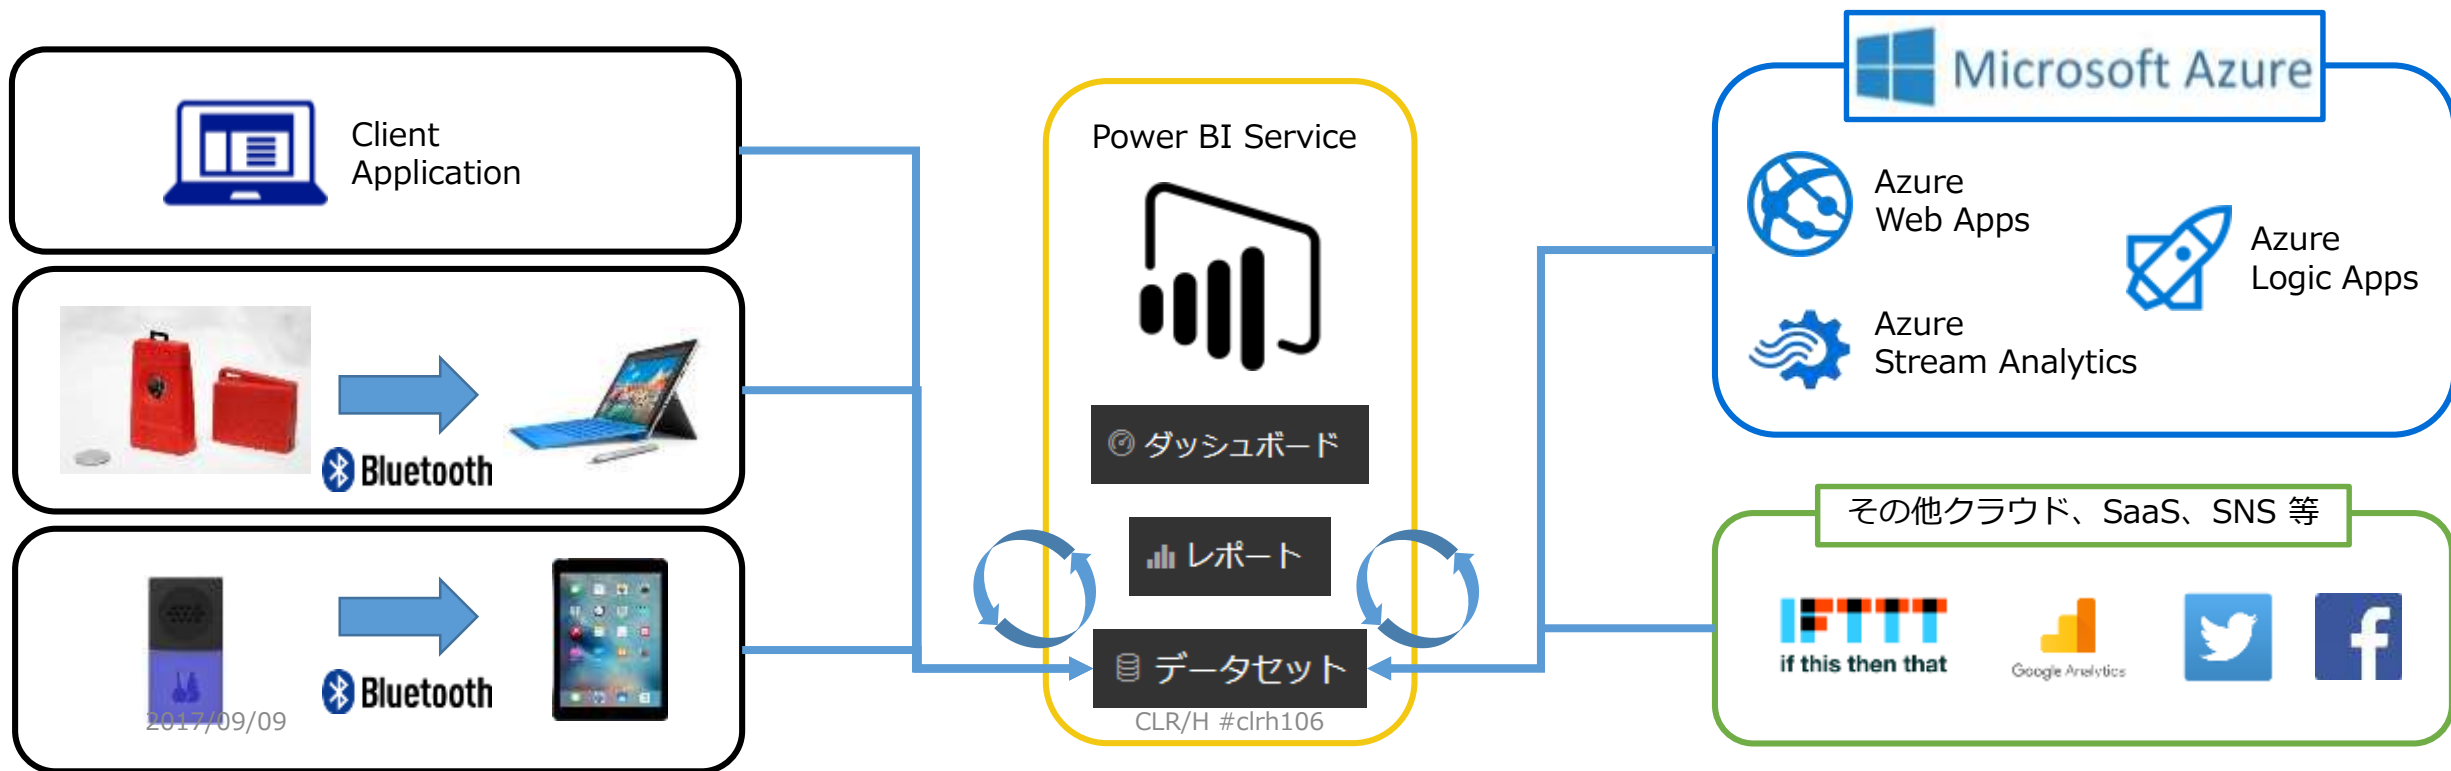 Client
Application
Bluetooth
Bluetooth
2017/09/09
Power BI Service
ダッシュボード
レポート
データセット
CLR/H #clrh106
Microsoft Azure
Azure
Web Apps
Azure
Logic Apps
Azure
Stream Analytics
その他クラウド、SaaS、SNS 等
IFTTT
if this then that
Google Analytics